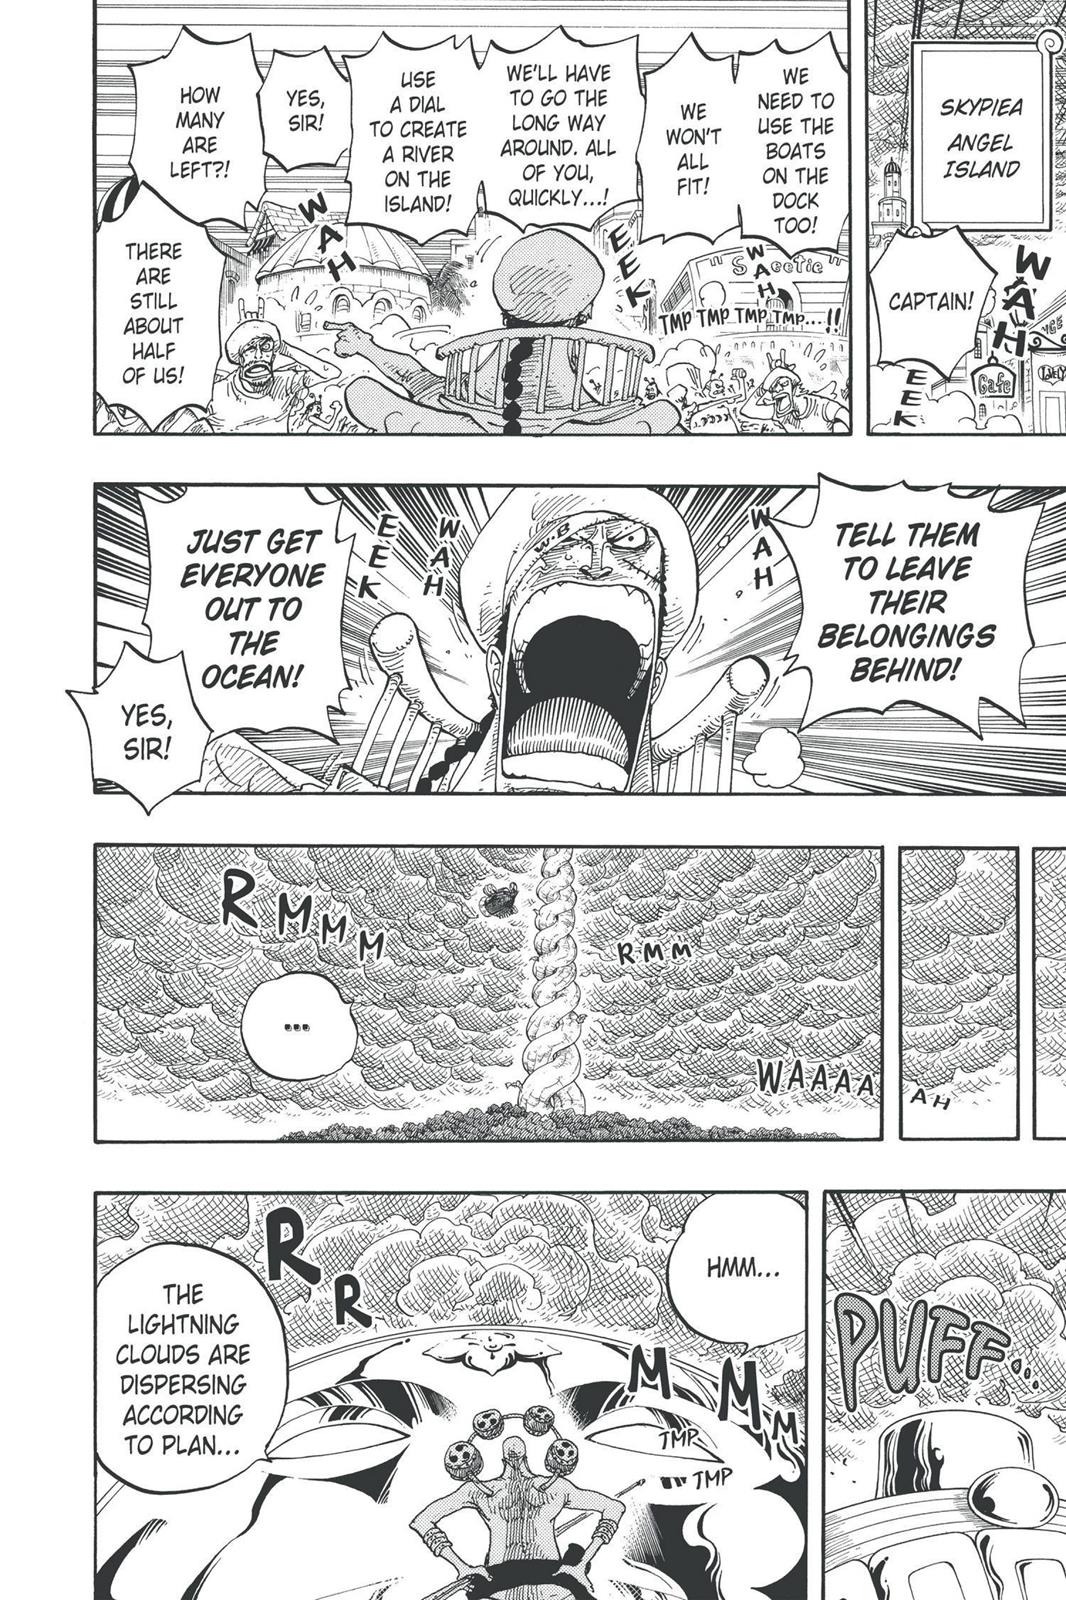 SKYPIEA
ANGEL
ISLAND
CAPTAIN!
WAH
EEK
Cafe
WE
NEED TO
USE THE
BOATS
ON THE
DOCK
TOO!
WE
WON'T
ALL
FIT!
WE'LL HAVE
TO GO THE
LONG WAY
AROUND. ALL
OF YOU,
QUICKLY...!
USE
A DIAL
TO CREATE
A RIVER
ON THE
ISLAND!
YES,
SIR!
HOW
MANY
ARE
LEFT?!
THERE
ARE
STILL
ABOUT
HALF
OF US!
WAH
Sweetie
TMP TMP TMP TMP...!!
EEK
WAH
TELL THEM
TO LEAVE
THEIR
BELONGINGS
BEHIND!
WAH
W.B
WAH
EEK
JUST GET
EVERYONE
OUT TO
THE
OCEAN!
YES,
SIR!
AH
WAAAA
RMM
RMMM
...
PUFF...
HMM...
RRMMM
TMP
TMP
THE
LIGHTNING
CLOUDS ARE
DISPERSING
ACCORDING
TO PLAN...